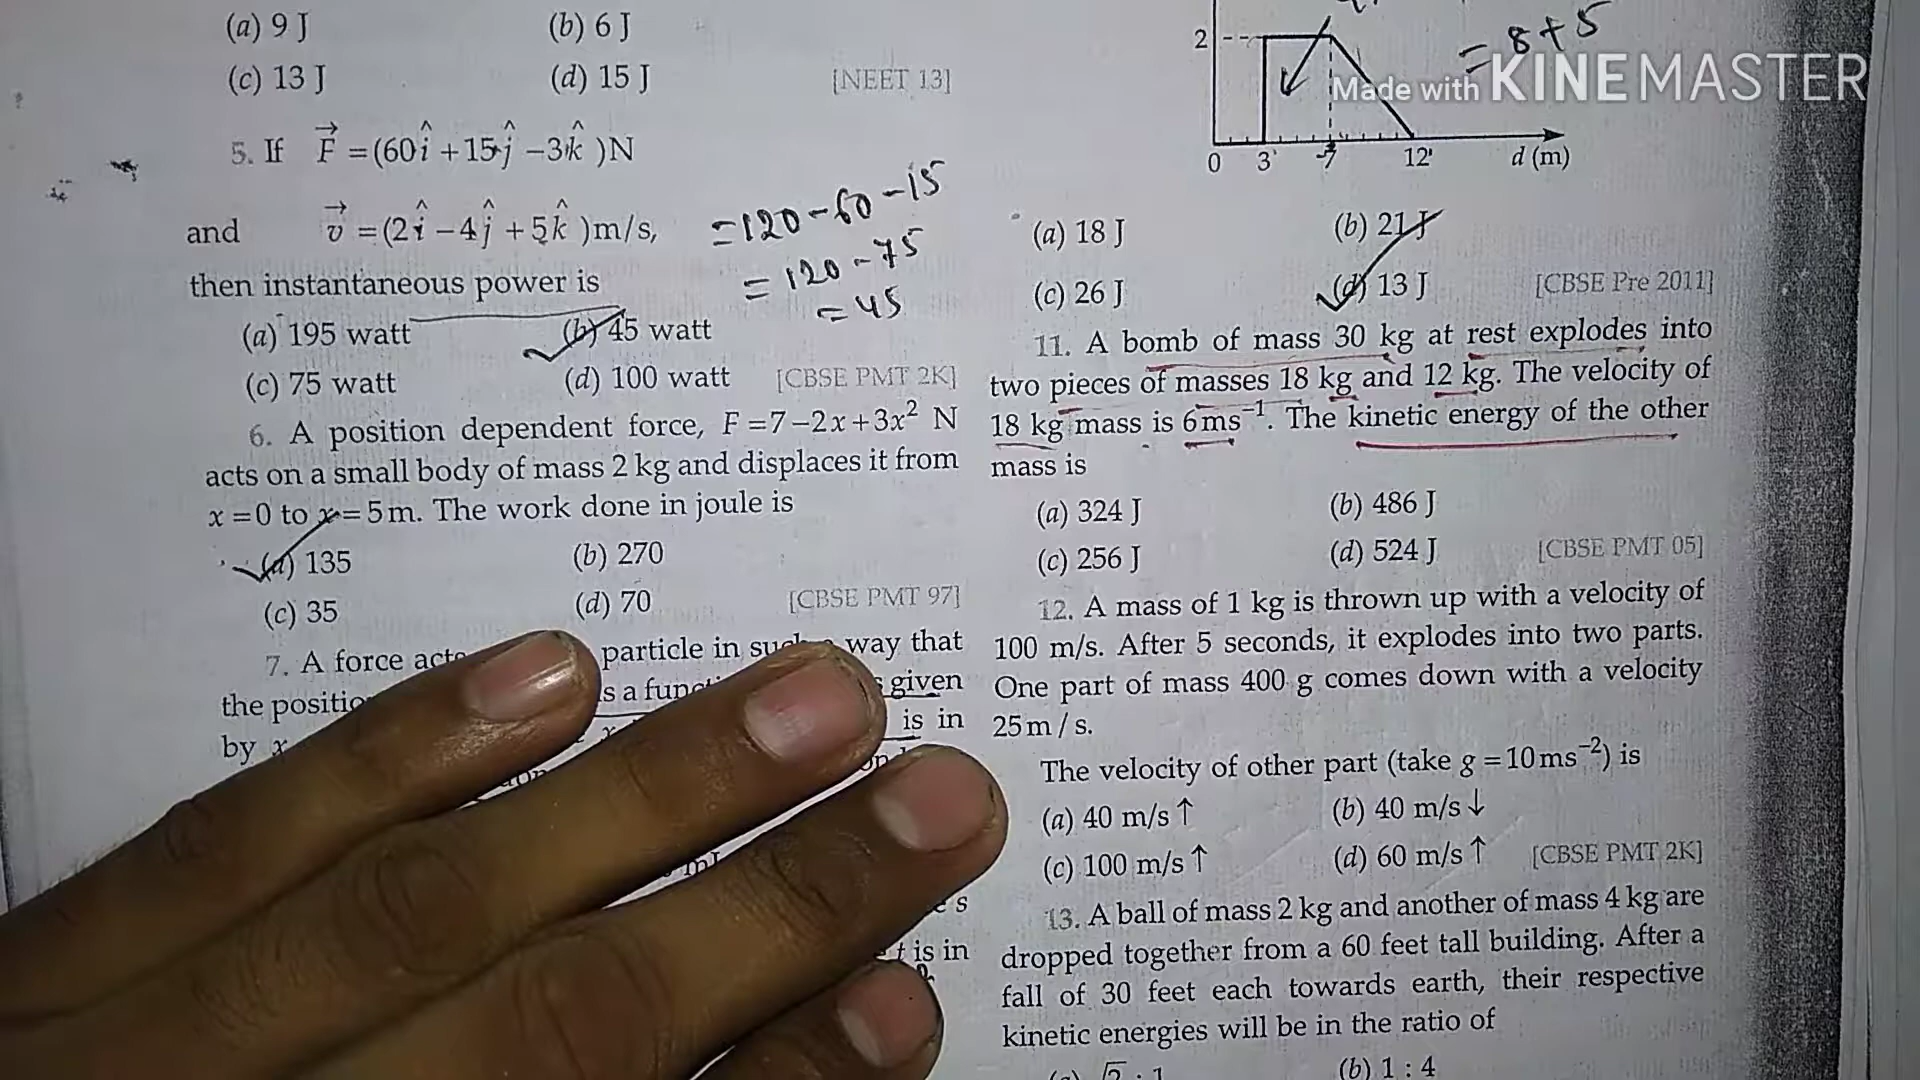 (a) 9 J (b) 6 J
(c) 13 J (d) 15 J [NEET 13]
5. If F⃗ = (60î + 15ĵ − 3k̂ )N
and v⃗ = (2î − 4ĵ + 5k̂ )m/s,
= 120 - 60 - 15
= 120 - 75
= 45
then instantaneous power is
(a) 195 watt (b) 45 watt
(c) 75 watt (d) 100 watt [CBSE PMT 2K]
6. A position dependent force, F = 7 − 2x + 3x² N
acts on a small body of mass 2 kg and displaces it from
x = 0 to x = 5 m. The work done in joule is
(a) 135 (b) 270
(c) 35 (d) 70 [CBSE PMT 97]
7. A force acts particle in such a way that
the position s a function given
by x is in
mJ
t is in
2
0 3 7 12 d (m)
= 8+5
Made with KINEMASTER
(a) 18 J (b) 21 J
(c) 26 J (d) 13 J [CBSE Pre 2011]
11. A bomb of mass 30 kg at rest explodes into
two pieces of masses 18 kg and 12 kg. The velocity of
18 kg mass is 6 ms⁻¹. The kinetic energy of the other
mass is
(a) 324 J (b) 486 J
(c) 256 J (d) 524 J [CBSE PMT 05]
12. A mass of 1 kg is thrown up with a velocity of
100 m/s. After 5 seconds, it explodes into two parts.
One part of mass 400 g comes down with a velocity
25 m / s.
The velocity of other part (take g = 10 ms⁻²) is
(a) 40 m/s ↑ (b) 40 m/s ↓
(c) 100 m/s ↑ (d) 60 m/s ↑ [CBSE PMT 2K]
13. A ball of mass 2 kg and another of mass 4 kg are
dropped together from a 60 feet tall building. After a
fall of 30 feet each towards earth, their respective
kinetic energies will be in the ratio of
(a) √2 : 1 (b) 1 : 4